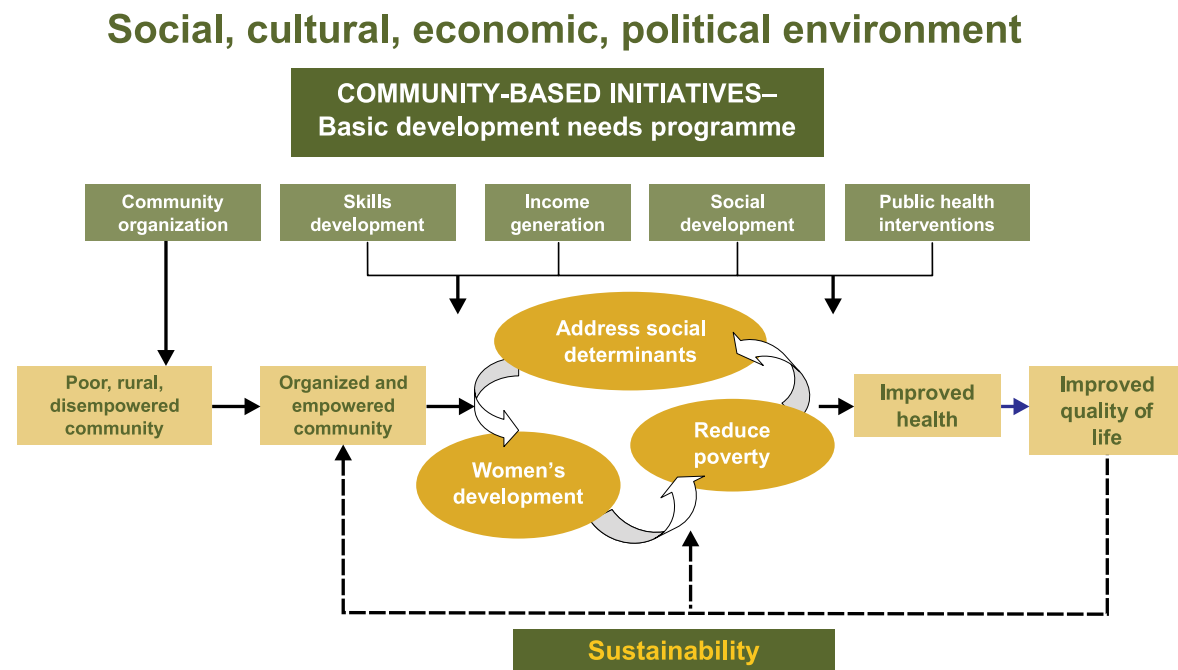 Social, cultural, economic, political environment
COMMUNITY-BASED INITIATIVES–
Basic development needs programme
Community
organization
Skills
development
Income
generation
Social
development
Public health
interventions
Address social
determinants
Poor, rural,
disempowered
community
Organized and
empowered
community
Women’s
development
Reduce
poverty
Improved
health
Improved
quality of
life
Sustainability